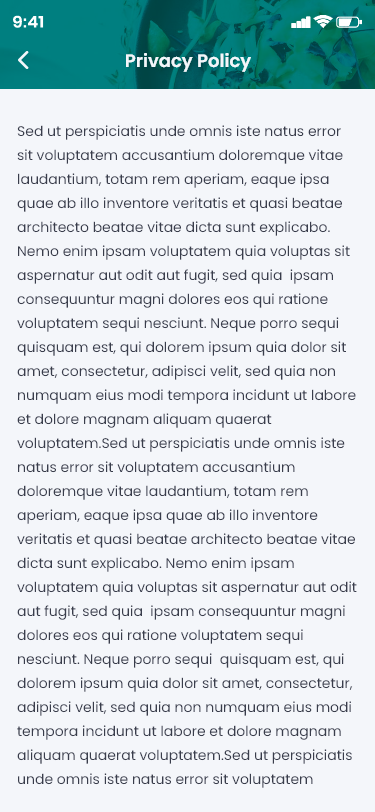 9:41
Privacy Policy
Sed ut perspiciatis unde omnis iste natus error
sit voluptatem accusantium doloremque vitae
laudantium, totam rem aperiam, eaque ipsa
quae ab illo inventore veritatis et quasi beatae
architecto beatae vitae dicta sunt explicabo.
Nemo enim ipsam voluptatem quia voluptas sit
aspernatur aut odit aut fugit, sed quia  ipsam
consequuntur magni dolores eos qui ratione
voluptatem sequi nesciunt. Neque porro sequi
quisquam est, qui dolorem ipsum quia dolor sit
amet, consectetur, adipisci velit, sed quia non
numquam eius modi tempora incidunt ut labore
et dolore magnam aliquam quaerat
voluptatem.Sed ut perspiciatis unde omnis iste
natus error sit voluptatem accusantium
doloremque vitae laudantium, totam rem
aperiam, eaque ipsa quae ab illo inventore
veritatis et quasi beatae architecto beatae vitae
dicta sunt explicabo. Nemo enim ipsam
voluptatem quia voluptas sit aspernatur aut odit
aut fugit, sed quia  ipsam consequuntur magni
dolores eos qui ratione voluptatem sequi
nesciunt. Neque porro sequi  quisquam est, qui
dolorem ipsum quia dolor sit amet, consectetur,
adipisci velit, sed quia non numquam eius modi
tempora incidunt ut labore et dolore magnam
aliquam quaerat voluptatem.Sed ut perspiciatis
unde omnis iste natus error sit voluptatem